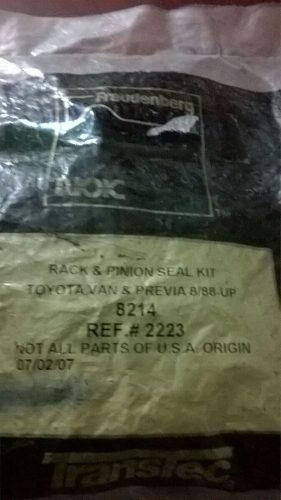 Freudenberg
NOK
RACK & PINION SEAL KIT
TOYOTA VAN & PREVIA 8/88-UP
8214
REF.# 2223
NOT ALL PARTS OF U.S.A. ORIGIN
07/02/07
TransTec